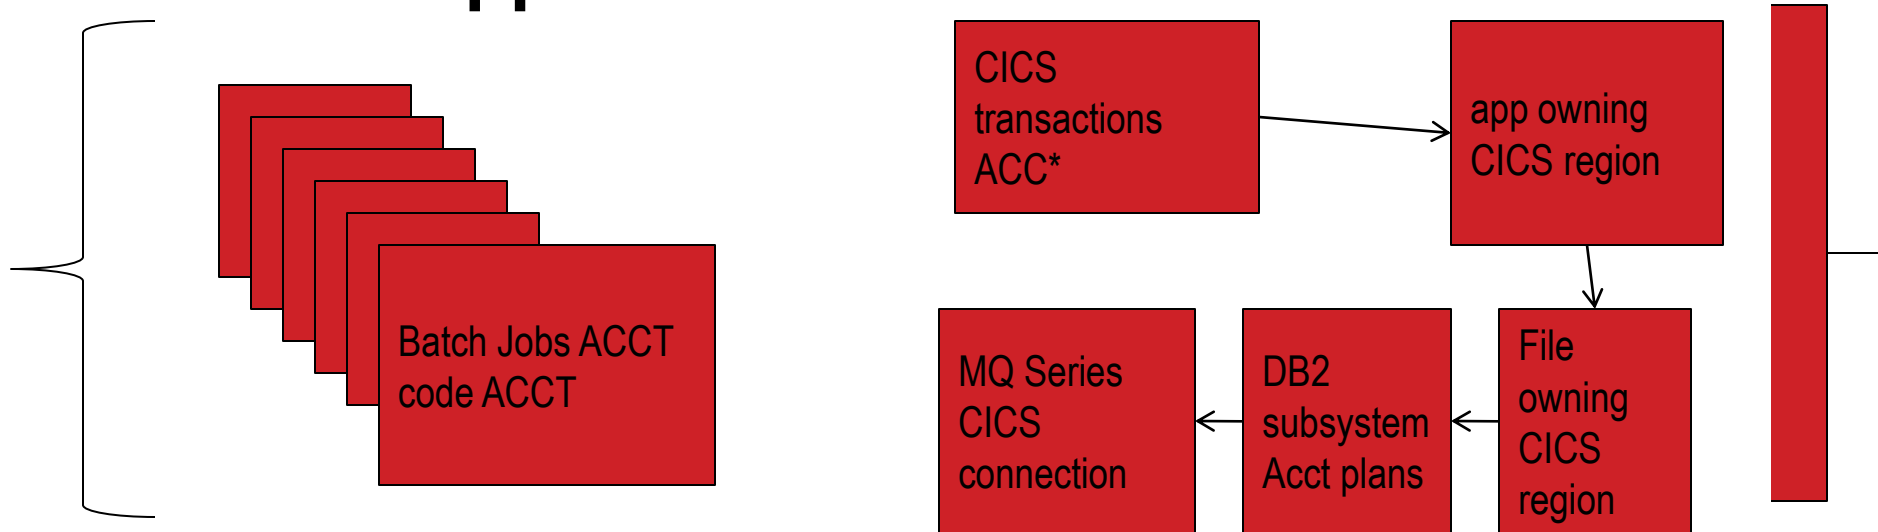 CICS
transactions
ACC*
app owning
CICS region
Batch Jobs ACCT
code ACCT
MQ Series
CICS
connection
DB2
subsystem
Acct plans
File
owning
CICS
region